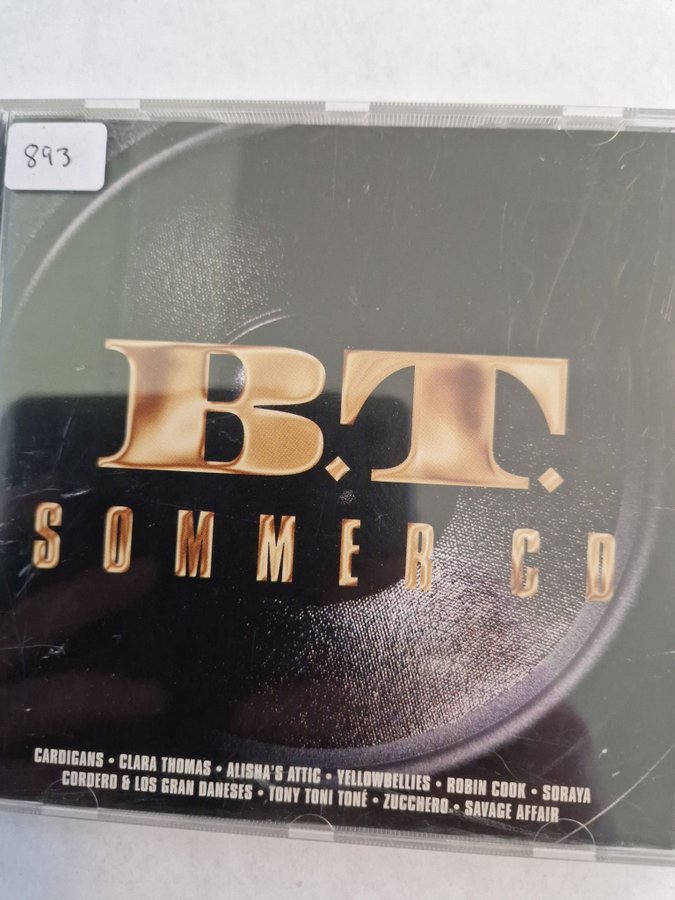 893
B.T.
SOMMER CD
CARDIGANS • CLARA THOMAS • ALISHA'S ATTIC • YELLOWBELLIES • ROBIN COOK • SORAYA
CORDERO & LOS GRAN DANESES • TONY TONI TONE • ZUCCHERO • SAVAGE AFFAIR